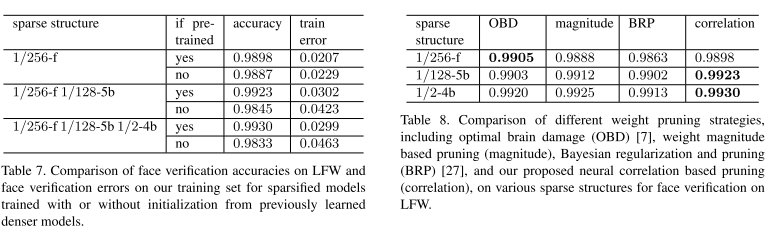 sparse structure if pre-trained accuracy train error
1/256-f yes 0.9898 0.0207
no 0.9887 0.0229
1/256-f 1/128-5b yes 0.9923 0.0302
no 0.9845 0.0423
1/256-f 1/128-5b 1/2-4b yes 0.9930 0.0299
no 0.9833 0.0463
Table 7. Comparison of face verification accuracies on LFW and
face verification errors on our training set for sparsified models
trained with or without initialization from previously learned
denser models.
sparse structure OBD magnitude BRP correlation
1/256-f 0.9905 0.9888 0.9863 0.9898
1/128-5b 0.9903 0.9912 0.9902 0.9923
1/2-4b 0.9920 0.9925 0.9913 0.9930
Table 8. Comparison of different weight pruning strategies,
including optimal brain damage (OBD) [7], weight magnitude
based pruning (magnitude), Bayesian regularization and pruning
(BRP) [27], and our proposed neural correlation based pruning
(correlation), on various sparse structures for face verification on
LFW.